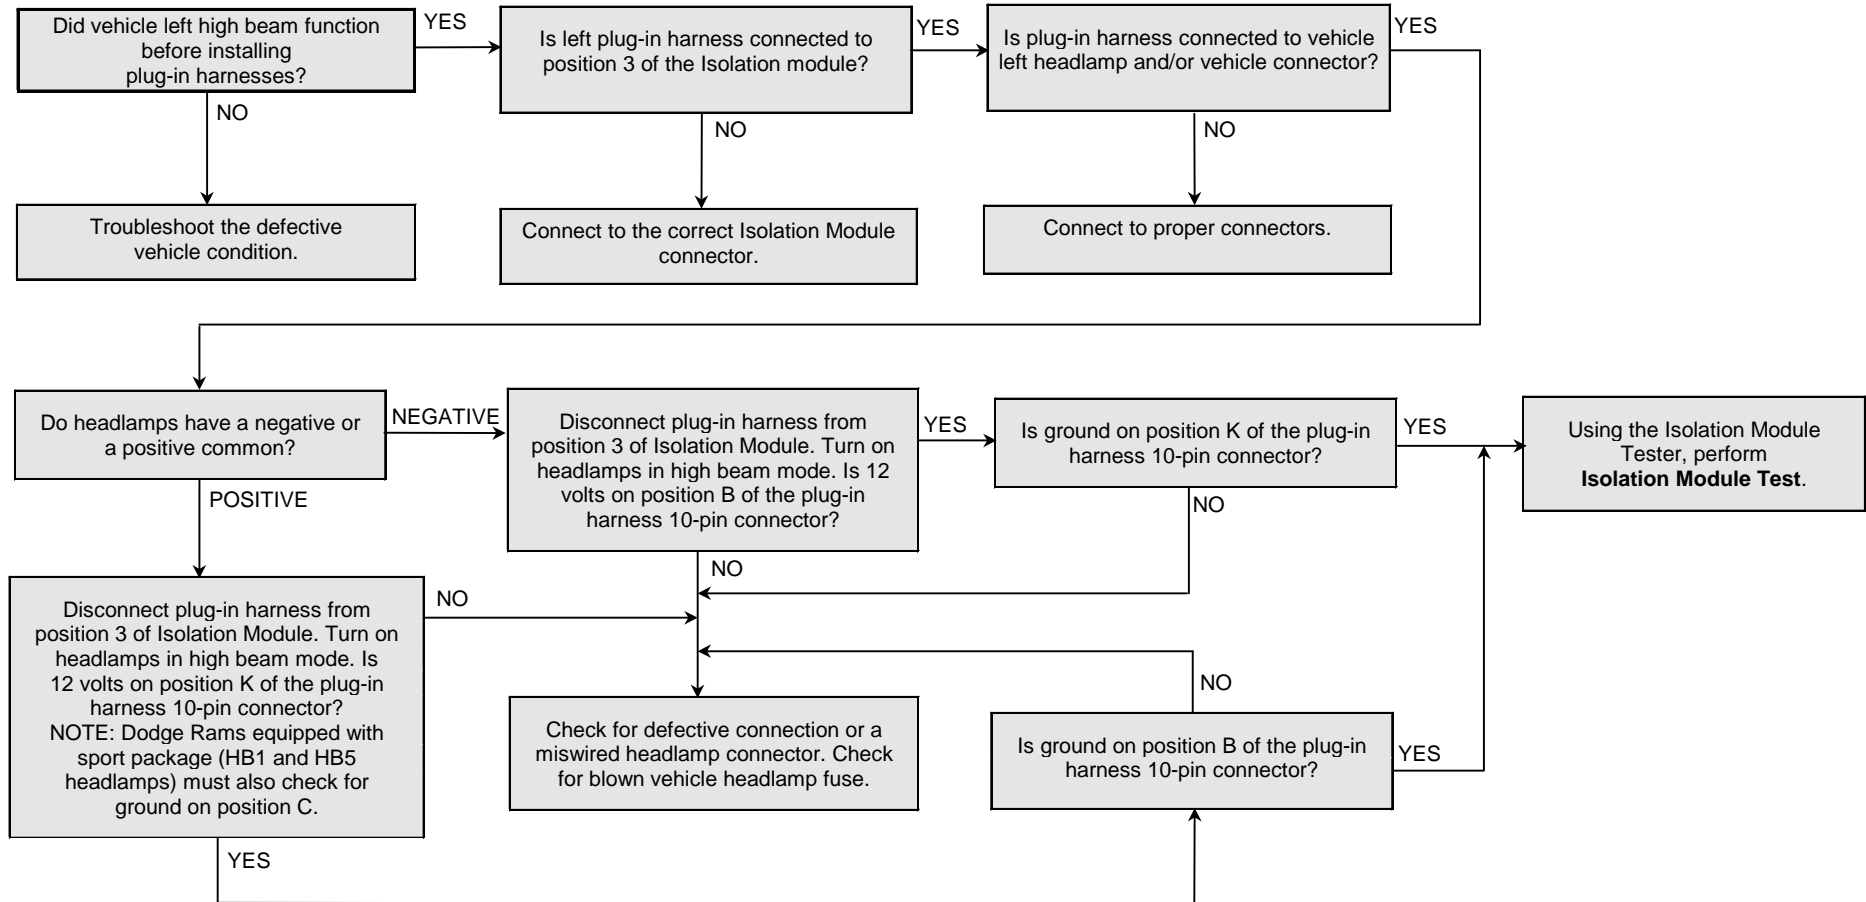 Did vehicle left high beam function
before installing
plug-in harnesses?
YES
Is left plug-in harness connected to
position 3 of the Isolation module?
YES
Is plug-in harness connected to vehicle
left headlamp and/or vehicle connector?
YES
NO
NO
NO
Troubleshoot the defective
vehicle condition.
Connect to the correct Isolation Module
connector.
Connect to proper connectors.
Do headlamps have a negative or
a positive common?
NEGATIVE
Disconnect plug-in harness from
position 3 of Isolation Module. Turn on
headlamps in high beam mode. Is 12
volts on position B of the plug-in
harness 10-pin connector?
YES
Is ground on position K of the plug-in
harness 10-pin connector?
YES
Using the Isolation Module
Tester, perform
Isolation Module Test.
POSITIVE
NO
NO
Disconnect plug-in harness from
position 3 of Isolation Module. Turn on
headlamps in high beam mode. Is
12 volts on position K of the plug-in
harness 10-pin connector?
NOTE: Dodge Rams equipped with
sport package (HB1 and HB5
headlamps) must also check for
ground on position C.
NO
Check for defective connection or a
miswired headlamp connector. Check
for blown vehicle headlamp fuse.
NO
Is ground on position B of the plug-in
harness 10-pin connector?
YES
YES